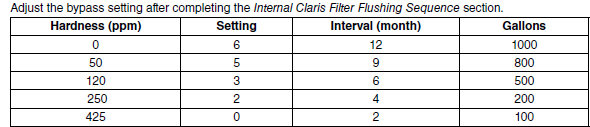 Adjust the bypass setting after completing the Internal Claris Filter Flushing Sequence section.
Hardness (ppm) Setting Interval (month) Gallons
0 6 12 1000
50 5 9 800
120 3 6 500
250 2 4 200
425 0 2 100